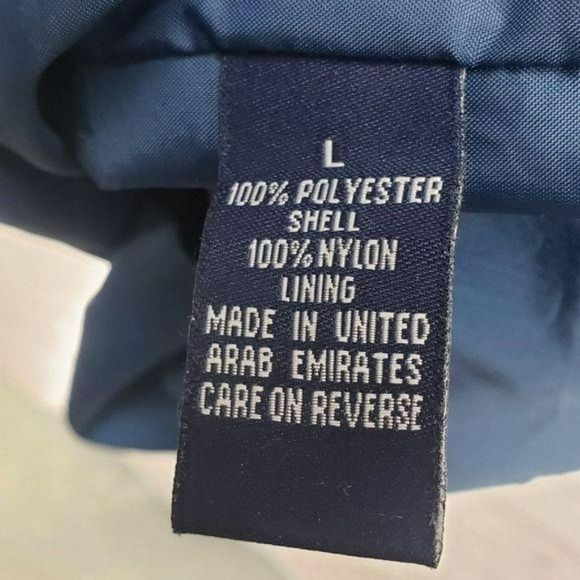 L
100% POLYESTER
SHELL
100% NYLON
LINING
MADE IN UNITED
ARAB EMIRATES
CARE ON REVERSE